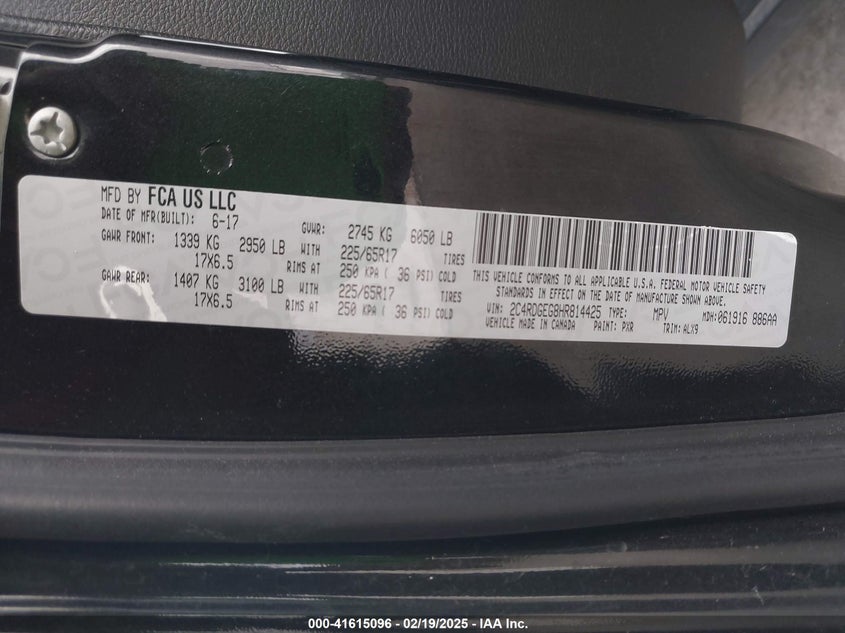 MFD BY FCA US LLC
DATE OF MFR(BUILT): 6-17 GVWR: 2745 KG 6050 LB
GAWR FRONT: 1339 KG 2950 LB WITH 225/65R17 TIRES
17X6.5 RIMS AT 250 KPA ( 36 PSI) COLD
GAWR REAR: 1407 KG 3100 LB WITH 225/65R17 TIRES
17X6.5 RIMS AT 250 KPA ( 36 PSI) COLD
THIS VEHICLE CONFORMS TO ALL APPLICABLE U.S.A. FEDERAL MOTOR VEHICLE SAFETY
STANDARDS IN EFFECT ON THE DATE OF MANUFACTURE SHOWN ABOVE.
VIN: 2C4RDGEG8HR814425 TYPE: MPV MDH:061916 886AA
VEHICLE MADE IN CANADA PAINT: PXR TRIM: ALX9
000-41615096 - 02/19/2025 - IAA Inc.